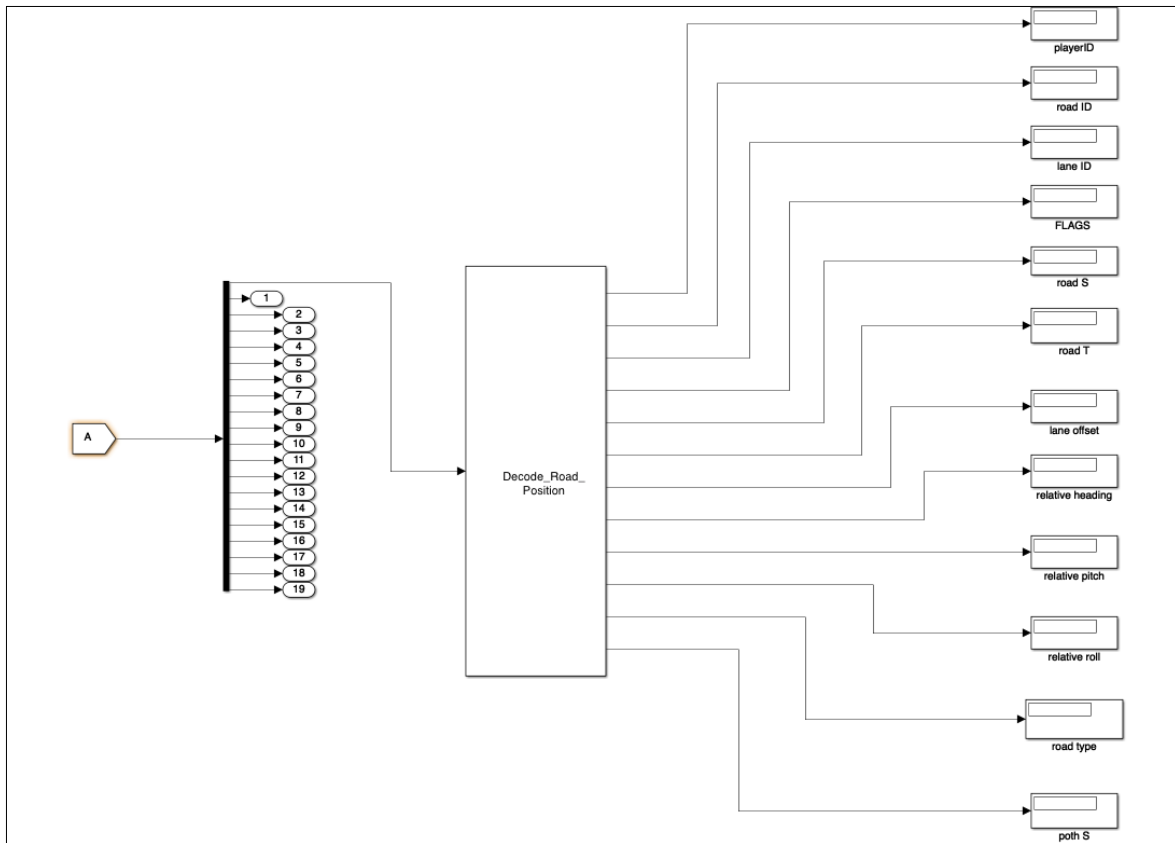 playerID
road ID
lane ID
FLAGS
road S
road T
lane offset
relative heading
relative pitch
relative roll
road type
poth S
A
1
2
3
4
5
6
7
8
9
10
11
12
13
14
15
16
17
18
19
Decode_Road_
Position